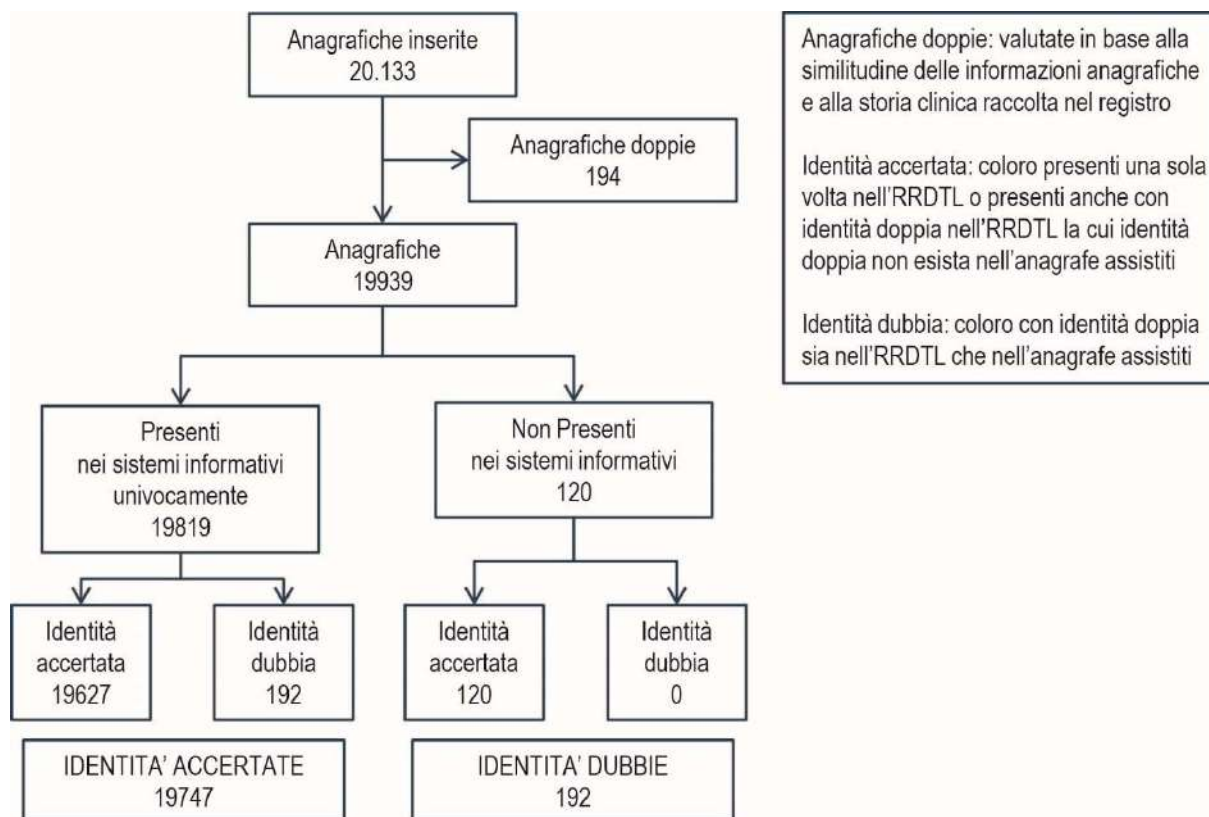 Anagrafiche inserite
20.133
Anagrafiche doppie
194
Anagrafiche
19939
Presenti
nei sistemi informativi
univocamente
19819
Non Presenti
nei sistemi informativi
120
Identità
accertata
19627
Identità
dubbia
192
Identità
accertata
120
Identità
dubbia
0
IDENTITA' ACCERTATE
19747
IDENTITA' DUBBIE
192
Anagrafiche doppie: valutate in base alla
similitudine delle informazioni anagrafiche
e alla storia clinica raccolta nel registro
Identità accertata: coloro presenti una sola
volta nell'RRDTL o presenti anche con
identità doppia nell'RRDTL la cui identità
doppia non esista nell'anagrafe assistiti
Identità dubbia: coloro con identità doppia
sia nell'RRDTL che nell'anagrafe assistiti